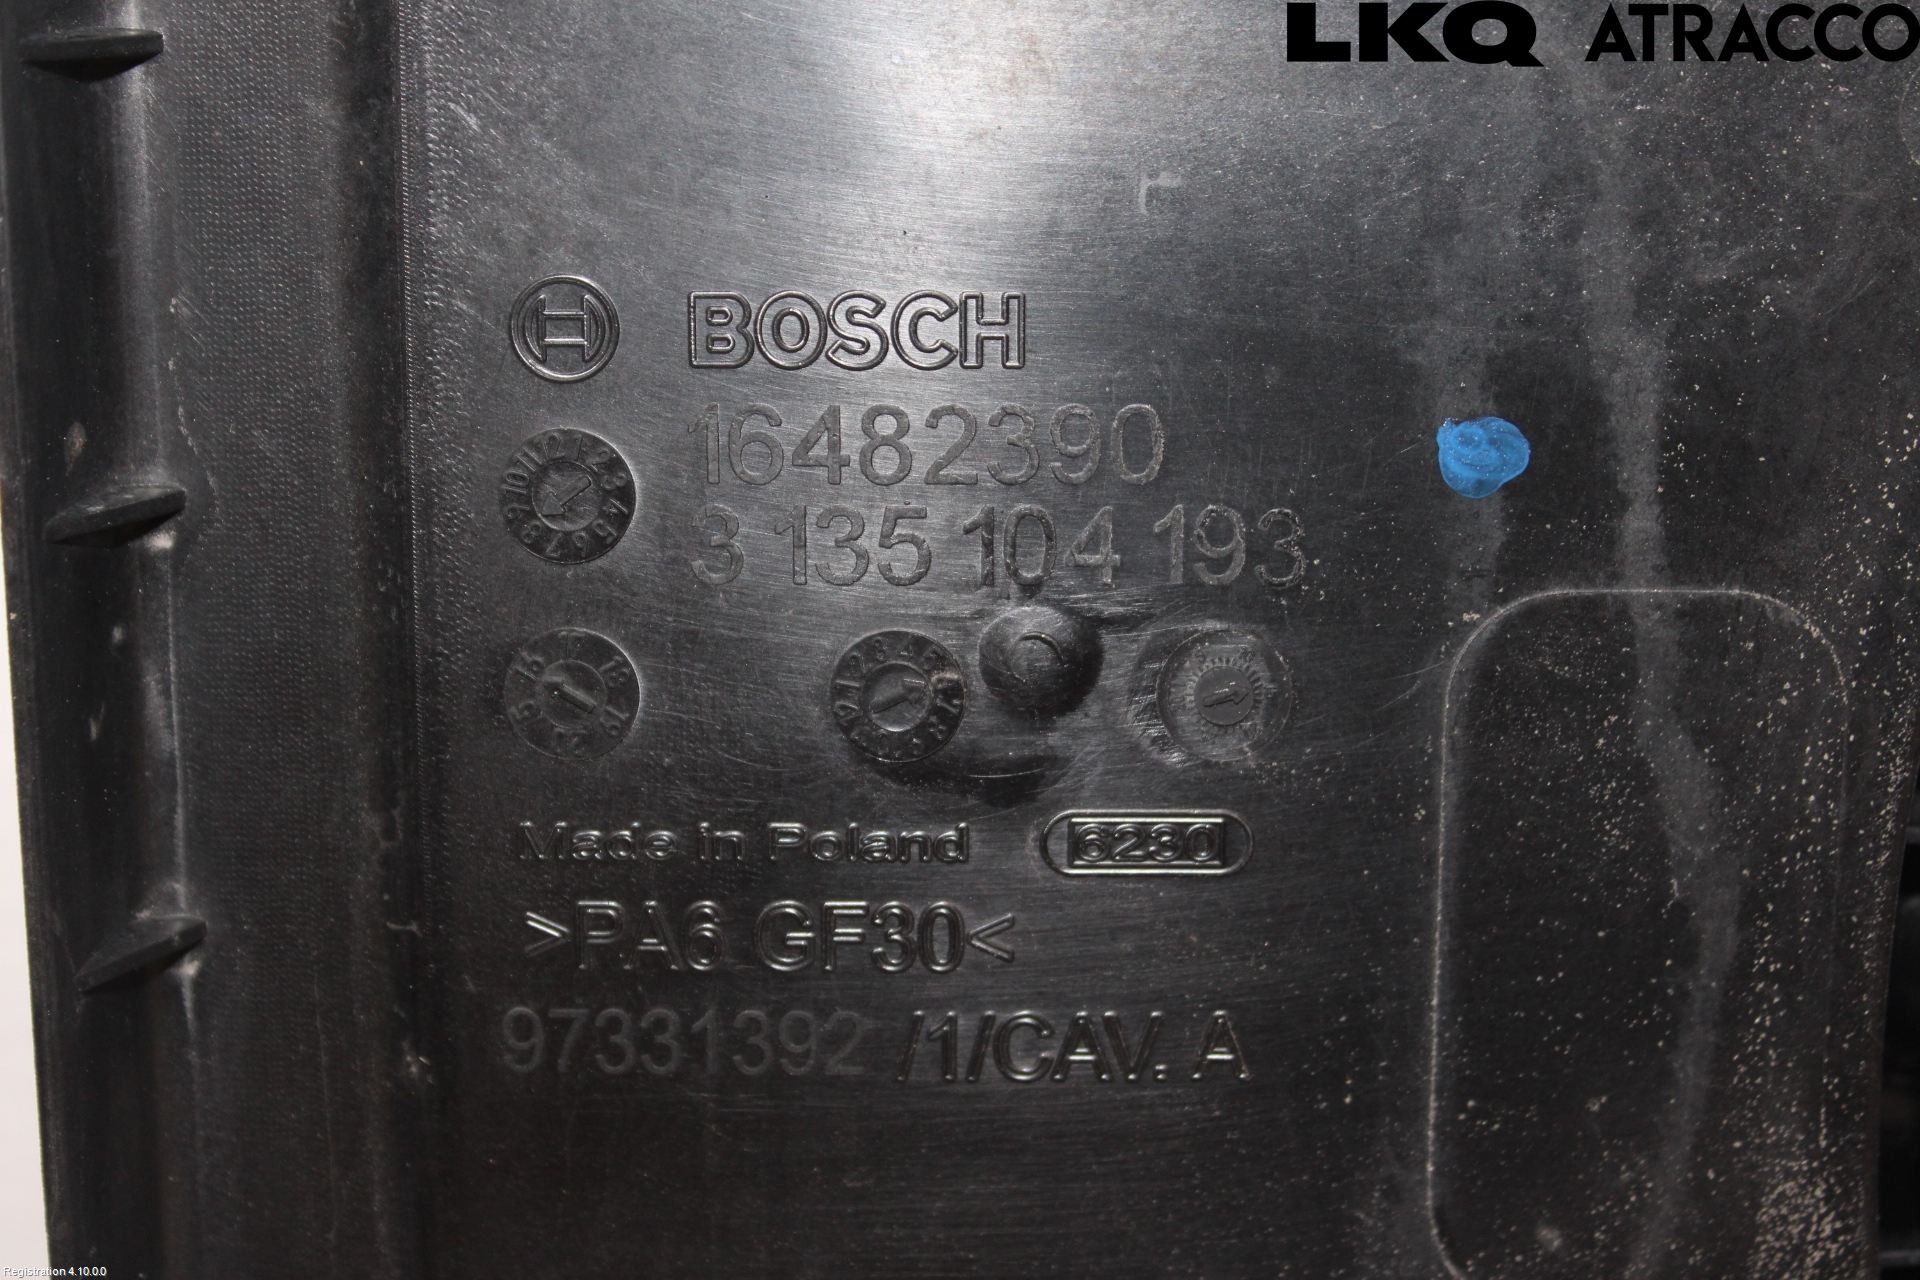 LKQ ATRACCO
BOSCH
16482390
3 135 104 193
Made in Poland 6230
>PA6 GF30<
97331392 /1/CAV. A
Registration 4.10.0.0